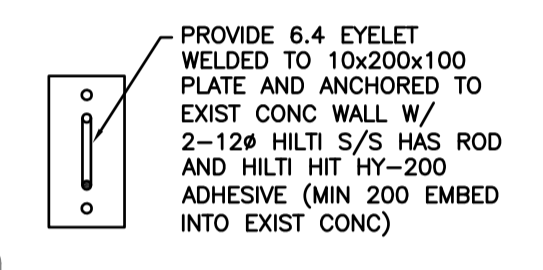 PROVIDE 6.4 EYELET
WELDED TO 10x200x100
PLATE AND ANCHORED TO
EXIST CONC WALL W/
2-12ø HILTI S/S HAS ROD
AND HILTI HIT HY-200
ADHESIVE (MIN 200 EMBED
INTO EXIST CONC)